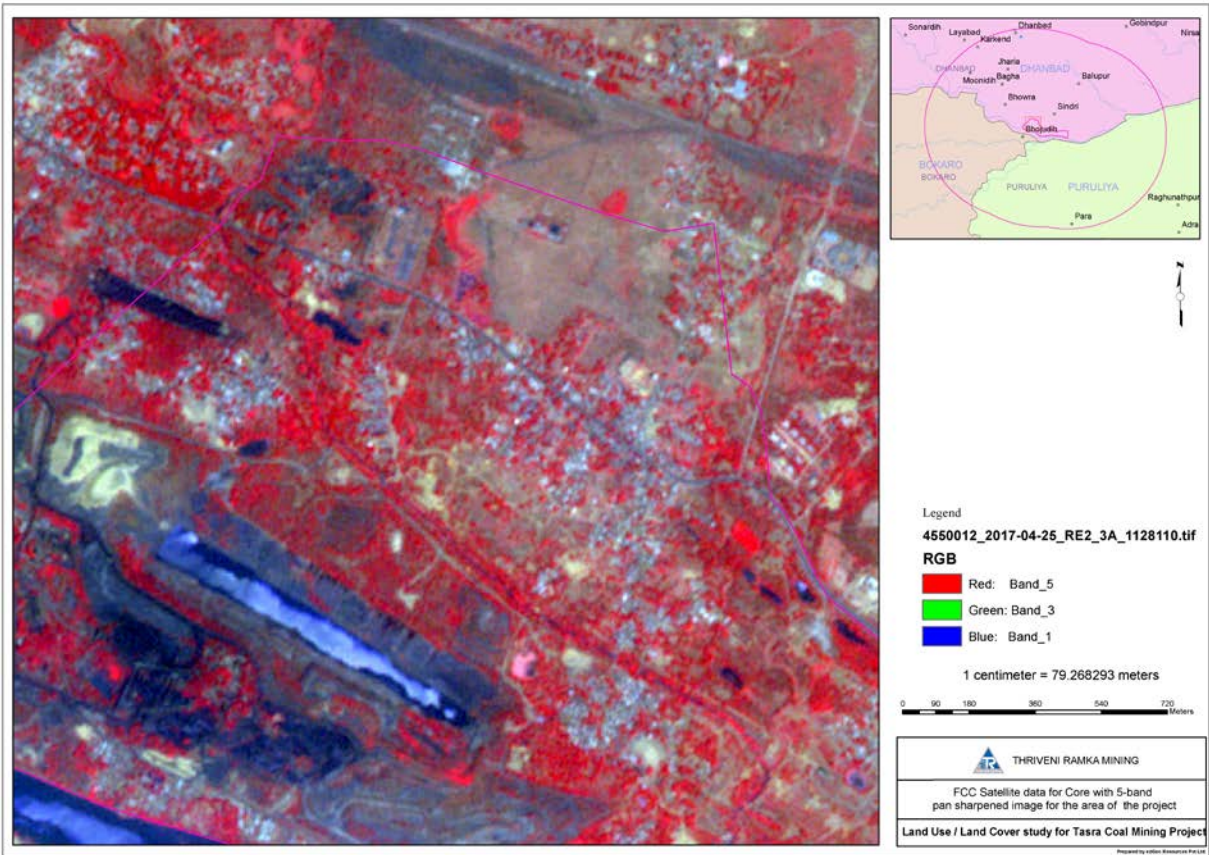 Sonardih
Dhanbed
Gobindpur
Layabad
Karkend
Nirsa
Jharia
DHANBAD
DHANBAD
Moonidih
Bagha
Balupur
Bhowra
Sindri
Bhojudih
BOKARO
BOKARO
PURULIYA
PURULIYA
Raghunathpur
Para
Adra
N
Legend
4550012_2017-04-25_RE2_3A_1128110.tif
RGB
Red: Band_5
Green: Band_3
Blue: Band_1
1 centimeter = 79.268293 meters
0 90 180 360 540 720
Meters
TR
THRIVENI RAMKA MINING
FCC Satellite data for Core with 5-band
pan sharpened image for the area of the project
Land Use / Land Cover study for Tasra Coal Mining Project